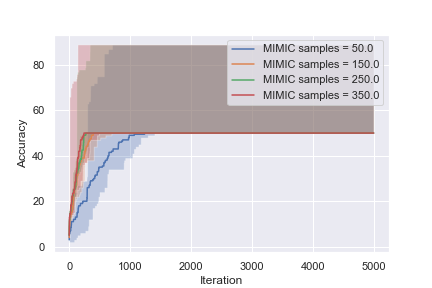 MIMIC samples = 50.0
MIMIC samples = 150.0
MIMIC samples = 250.0
MIMIC samples = 350.0
80
60
40
20
0
Accuracy
0 1000 2000 3000 4000 5000
Iteration